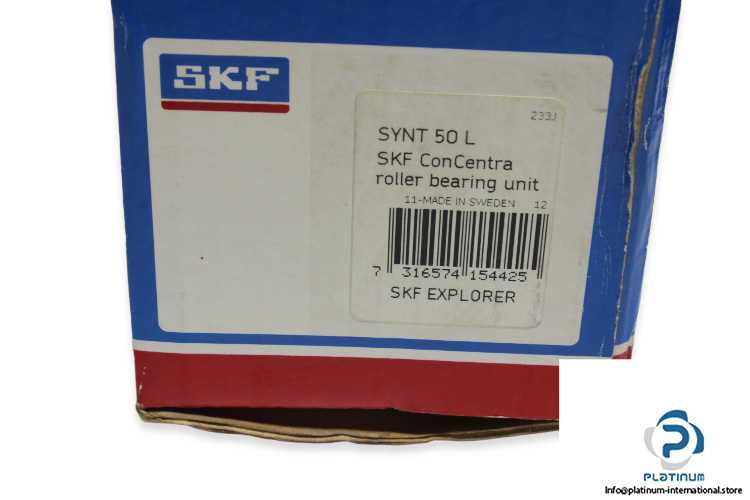 SKF
233J
SYNT 50 L
SKF ConCentra
roller bearing unit
11-MADE IN SWEDEN 12
7 316574 154425
SKF EXPLORER
PLATINUM
Info@platinum-international.store